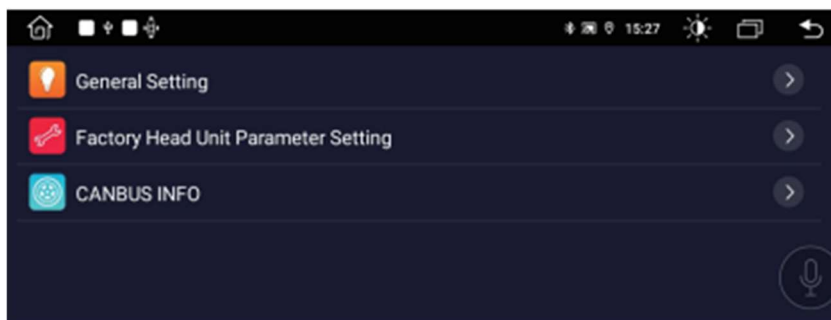 15:27
General Setting
Factory Head Unit Parameter Setting
CANBUS INFO